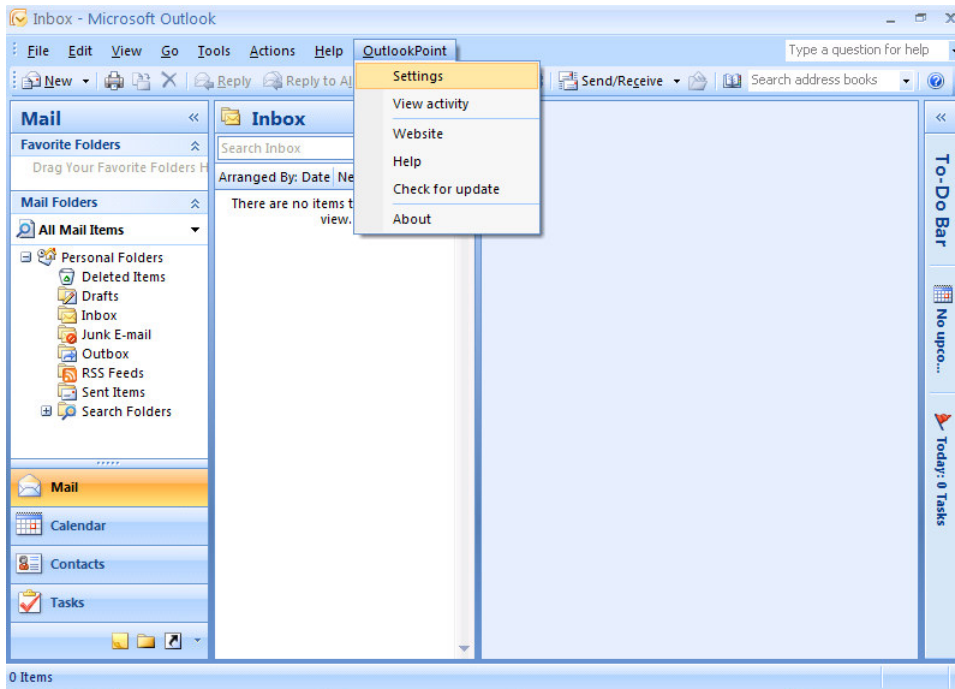 Inbox - Microsoft Outlook
File Edit View Go Tools Actions Help OutlookPoint
Type a question for help
New Reply Reply to Al
Send/Receive Search address books
Settings
View activity
Website
Help
Check for update
About
Mail
Favorite Folders
Drag Your Favorite Folders H
Mail Folders
All Mail Items
Personal Folders
Deleted Items
Drafts
Inbox
Junk E-mail
Outbox
RSS Feeds
Sent Items
Search Folders
Mail
Calendar
Contacts
Tasks
Inbox
Search Inbox
Arranged By: Date Ne
There are no items t
view.
To-Do Bar
No upco...
Today: 0 Tasks
0 Items